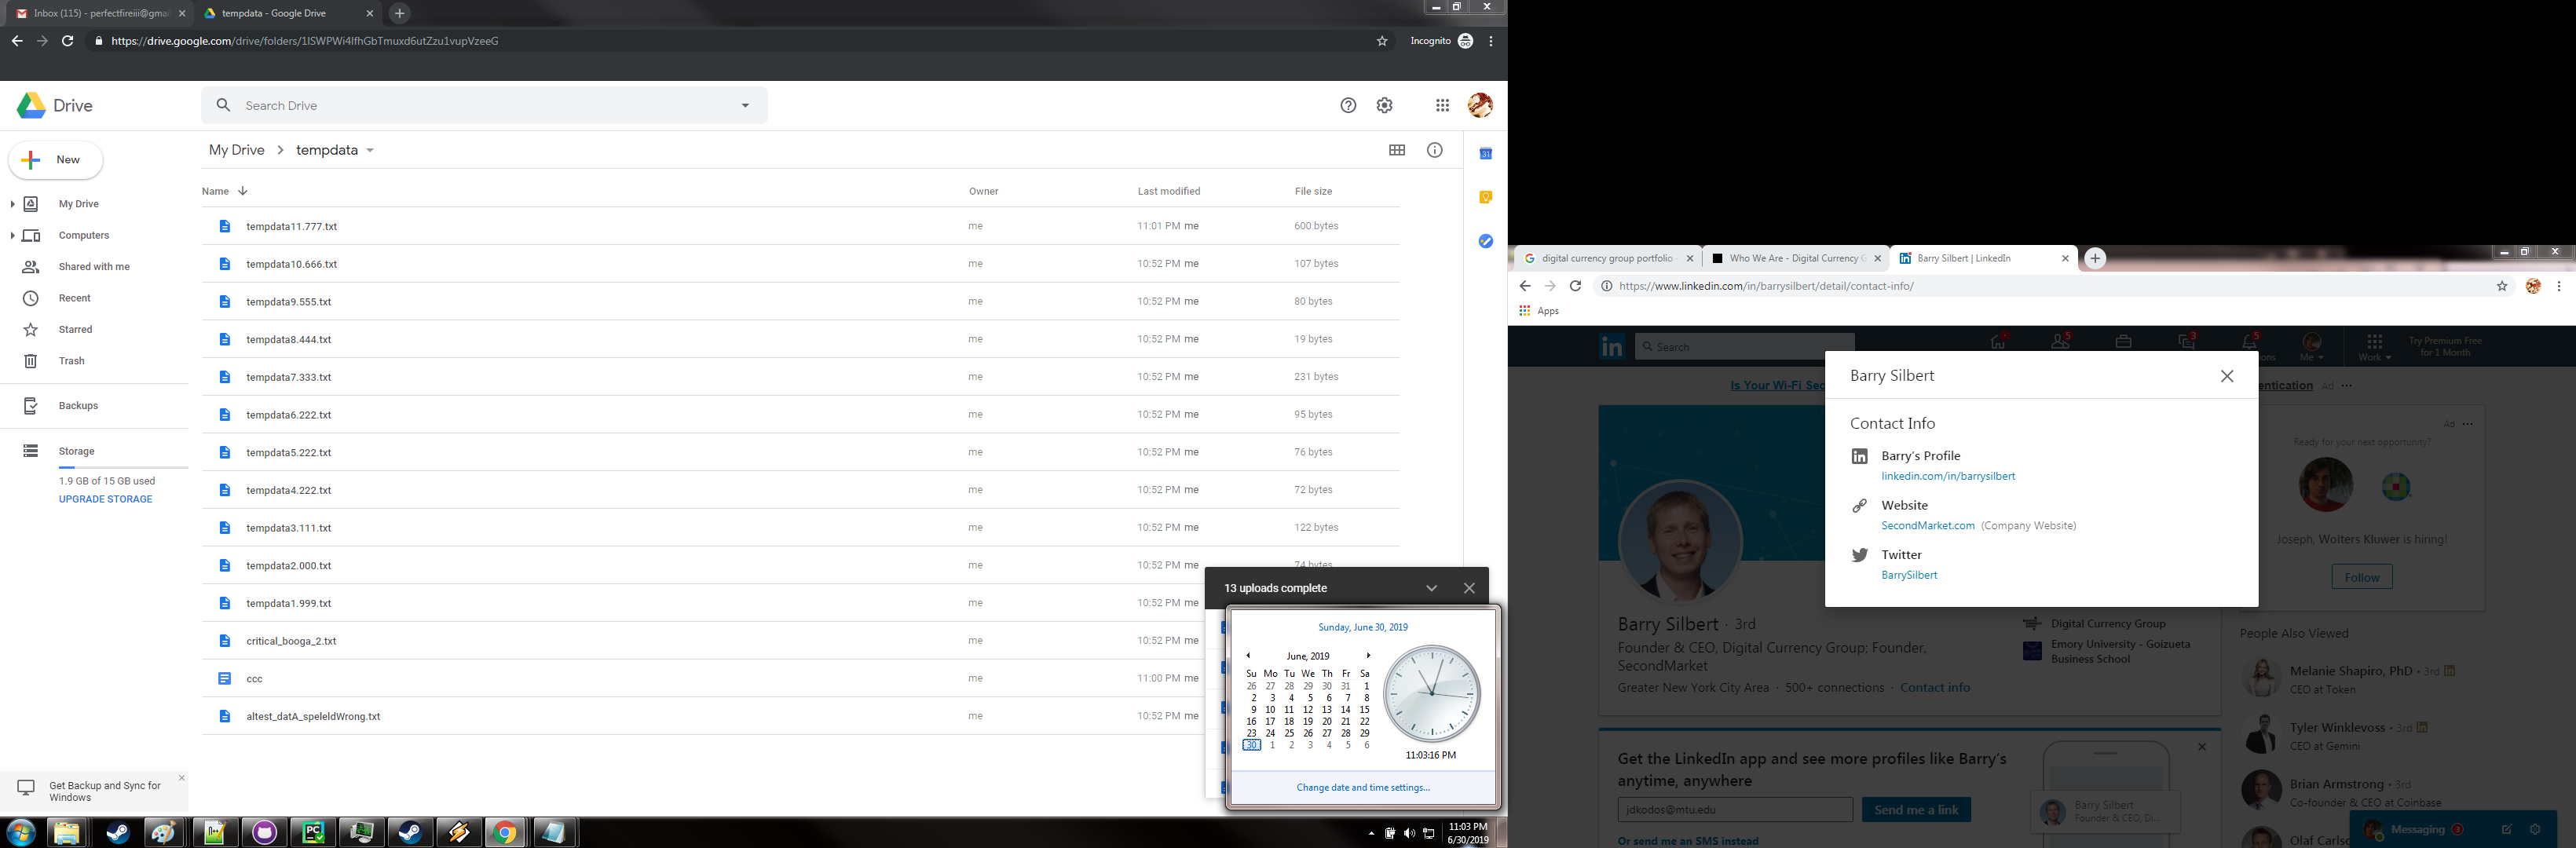 Inbox (115) - perfectfireiii@gmai
tempdata - Google Drive
https://drive.google.com/drive/folders/1ISWPWi4IfhGbTmuxd6utZzu1vupVzeeG
Incognito
Drive
Search Drive
New
My Drive
Computers
Shared with me
Recent
Starred
Trash
Backups
Storage
1.9 GB of 15 GB used
UPGRADE STORAGE
Get Backup and Sync for
Windows
My Drive > tempdata
Name Owner Last modified File size
tempdata11.777.txt me 11:01 PM me 600 bytes
tempdata10.666.txt me 10:52 PM me 107 bytes
tempdata9.555.txt me 10:52 PM me 80 bytes
tempdata8.444.txt me 10:52 PM me 19 bytes
tempdata7.333.txt me 10:52 PM me 231 bytes
tempdata6.222.txt me 10:52 PM me 95 bytes
tempdata5.222.txt me 10:52 PM me 76 bytes
tempdata4.222.txt me 10:52 PM me 72 bytes
tempdata3.111.txt me 10:52 PM me 122 bytes
tempdata2.000.txt me 10:52 PM me 74 bytes
tempdata1.999.txt me 10:52 PM me
critical_booga_2.txt me 10:52 PM me
ccc me 11:00 PM me
altest_datA_speleldWrong.txt me 10:52 PM me
31
13 uploads complete
Sunday, June 30, 2019
June, 2019
Su Mo Tu We Th Fr Sa
26 27 28 29 30 31 1
2 3 4 5 6 7 8
9 10 11 12 13 14 15
16 17 18 19 20 21 22
23 24 25 26 27 28 29
30 1 2 3 4 5 6
11:03:16 PM
Change date and time settings...
PC
11:03 PM
6/30/2019
digital currency group portfolio
Who We Are - Digital Currency G
Barry Silbert | LinkedIn
https://www.linkedin.com/in/barrysilbert/detail/contact-info/
Apps
in
Search
5
3
5
ons
Me
Work
Try Premium Free
for 1 Month
Is Your Wi-Fi Sec
entication Ad
Barry Silbert
Contact Info
Barry's Profile
linkedin.com/in/barrysilbert
Website
SecondMarket.com (Company Website)
Twitter
BarrySilbert
Ad
Ready for your next opportunity?
Joseph, Wolters Kluwer is hiring!
Follow
Barry Silbert · 3rd
Founder & CEO, Digital Currency Group; Founder,
SecondMarket
Greater New York City Area · 500+ connections · Contact info
Digital Currency Group
Emory University - Goizueta
Business School
People Also Viewed
Melanie Shapiro, PhD • 3rd
CEO at Token
Tyler Winklevoss • 3rd
CEO at Gemini
Brian Armstrong • 3rd
Co-founder & CEO at Coinbase
Olaf Carlso
Get the LinkedIn app and see more profiles like Barry's
anytime, anywhere
jdkodos@mtu.edu
Send me a link
Or send me an SMS instead
Barry Silbert
Founder & CEO, Di...
Messaging